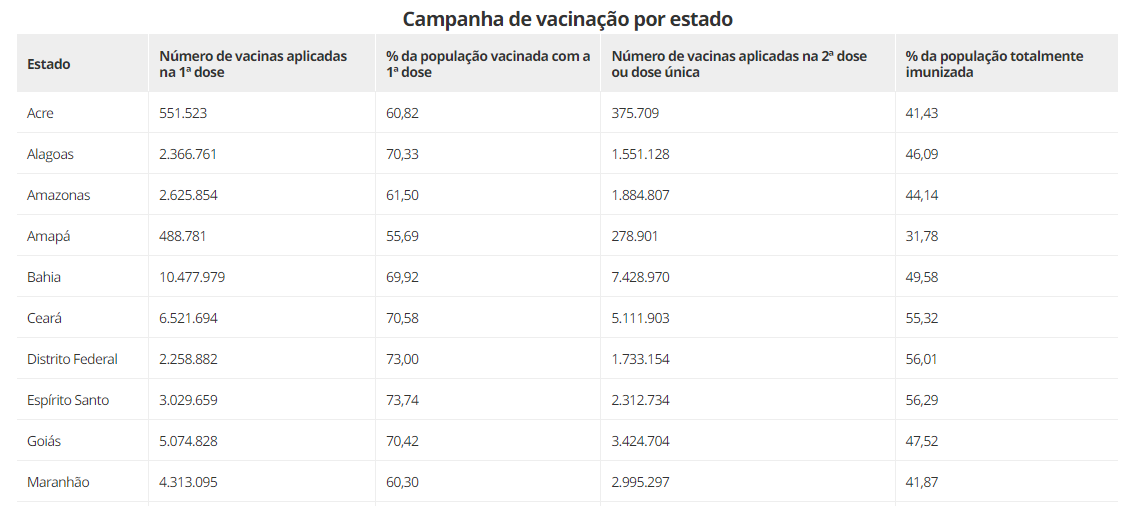 Campanha de vacinação por estado
Estado Número de vacinas aplicadas na 1ª dose % da população vacinada com a 1ª dose Número de vacinas aplicadas na 2ª dose ou dose única % da população totalmente imunizada
Acre 551.523 60,82 375.709 41,43
Alagoas 2.366.761 70,33 1.551.128 46,09
Amazonas 2.625.854 61,50 1.884.807 44,14
Amapá 488.781 55,69 278.901 31,78
Bahia 10.477.979 69,92 7.428.970 49,58
Ceará 6.521.694 70,58 5.111.903 55,32
Distrito Federal 2.258.882 73,00 1.733.154 56,01
Espírito Santo 3.029.659 73,74 2.312.734 56,29
Goiás 5.074.828 70,42 3.424.704 47,52
Maranhão 4.313.095 60,30 2.995.297 41,87